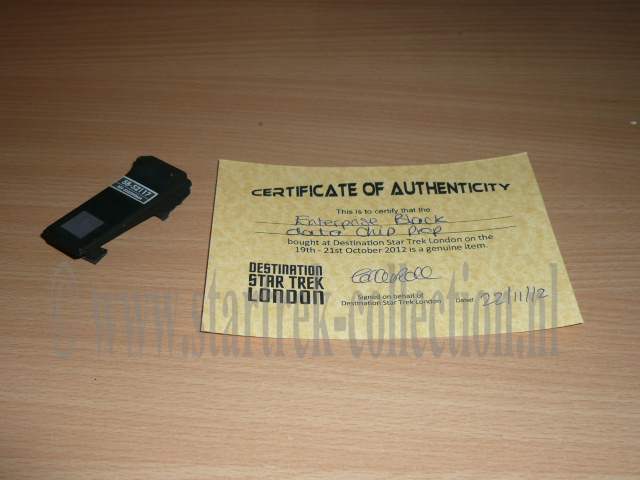 58-52117
CERTIFICATE OF AUTHENTICITY
This is to certify that the
Enterprise Black
data chip prop
bought at Destination Star Trek London on the
19th - 21st October 2012 is a genuine item.
DESTINATION
STAR TREK
LONDON
Signed on behalf of
Destination Star Trek London
Dated
22/11/12
© www.startrek-collection.nl